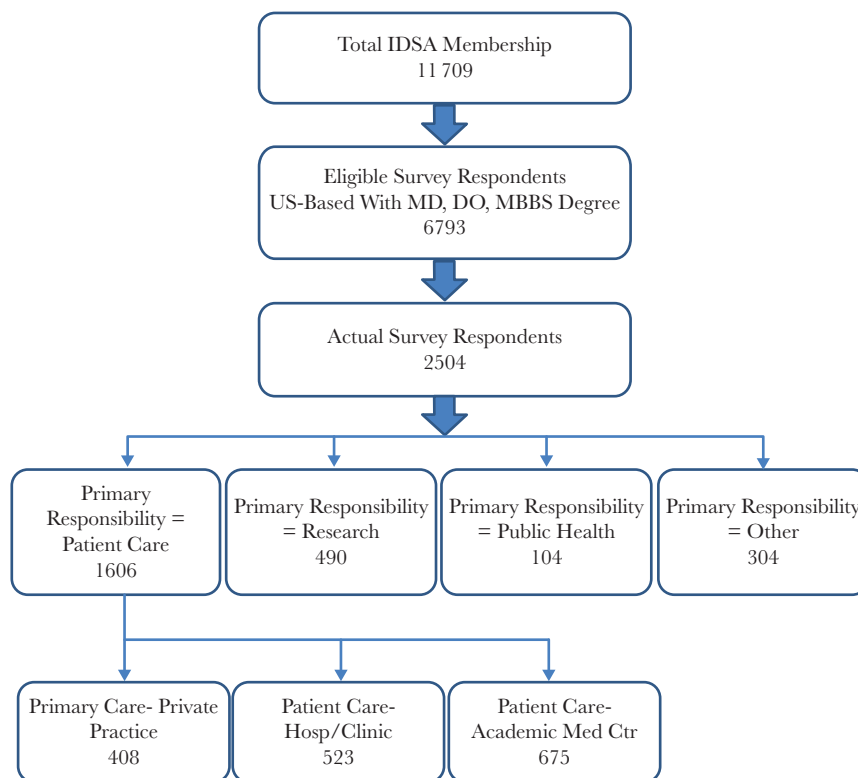 Total IDSA Membership
11 709
Eligible Survey Respondents
US-Based With MD, DO, MBBS Degree
6793
Actual Survey Respondents
2504
Primary
Responsibility =
Patient Care
1606
Primary Responsibility
= Research
490
Primary Responsibility
= Public Health
104
Primary Responsibility
= Other
304
Primary Care- Private
Practice
408
Patient Care-
Hosp/Clinic
523
Patient Care-
Academic Med Ctr
675